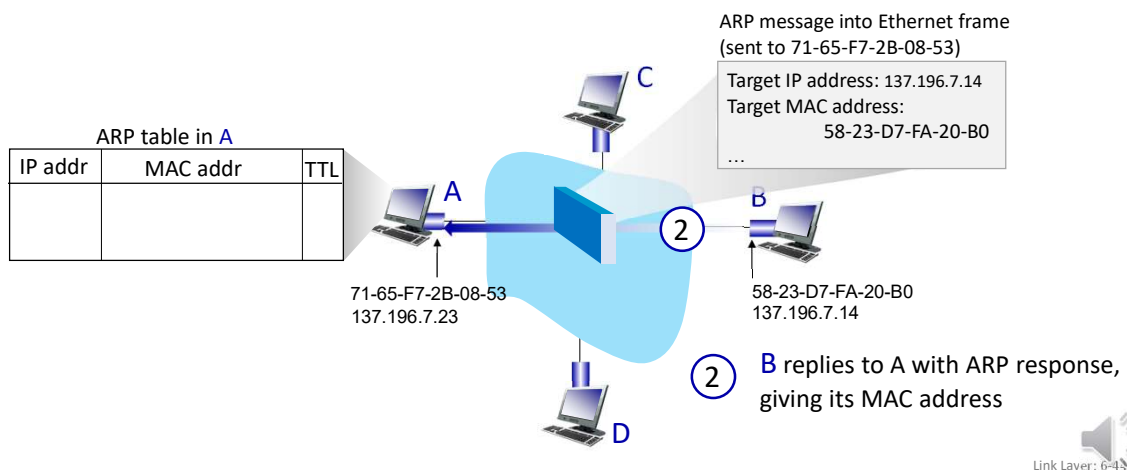 ARP message into Ethernet frame
(sent to 71-65-F7-2B-08-53)
Target IP address: 137.196.7.14
Target MAC address:
58-23-D7-FA-20-B0
...
C
ARP table in A
IP addr MAC addr TTL
A
B
2
71-65-F7-2B-08-53
137.196.7.23
58-23-D7-FA-20-B0
137.196.7.14
2 B replies to A with ARP response,
giving its MAC address
D
Link Layer: